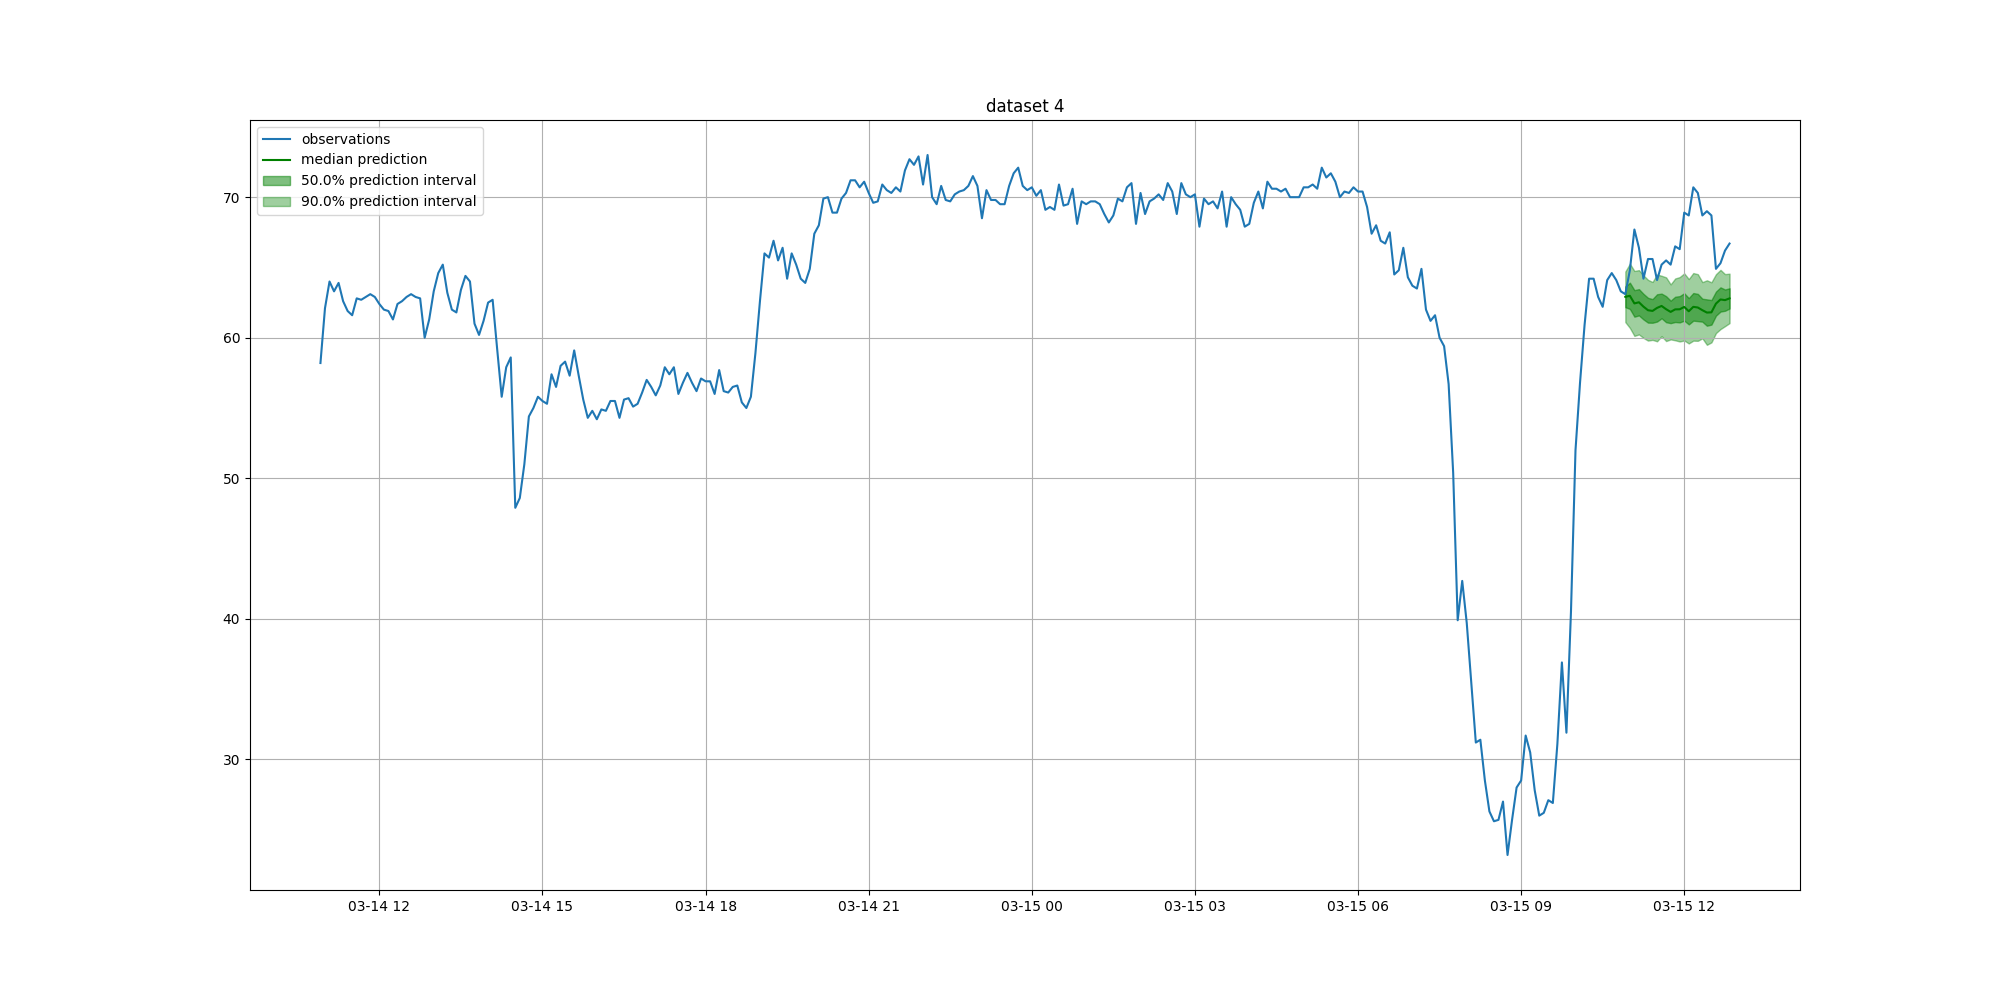 dataset 4
observations
median prediction
50.0% prediction interval
90.0% prediction interval
70
60
50
40
30
03-14 12
03-14 15
03-14 18
03-14 21
03-15 00
03-15 03
03-15 06
03-15 09
03-15 12